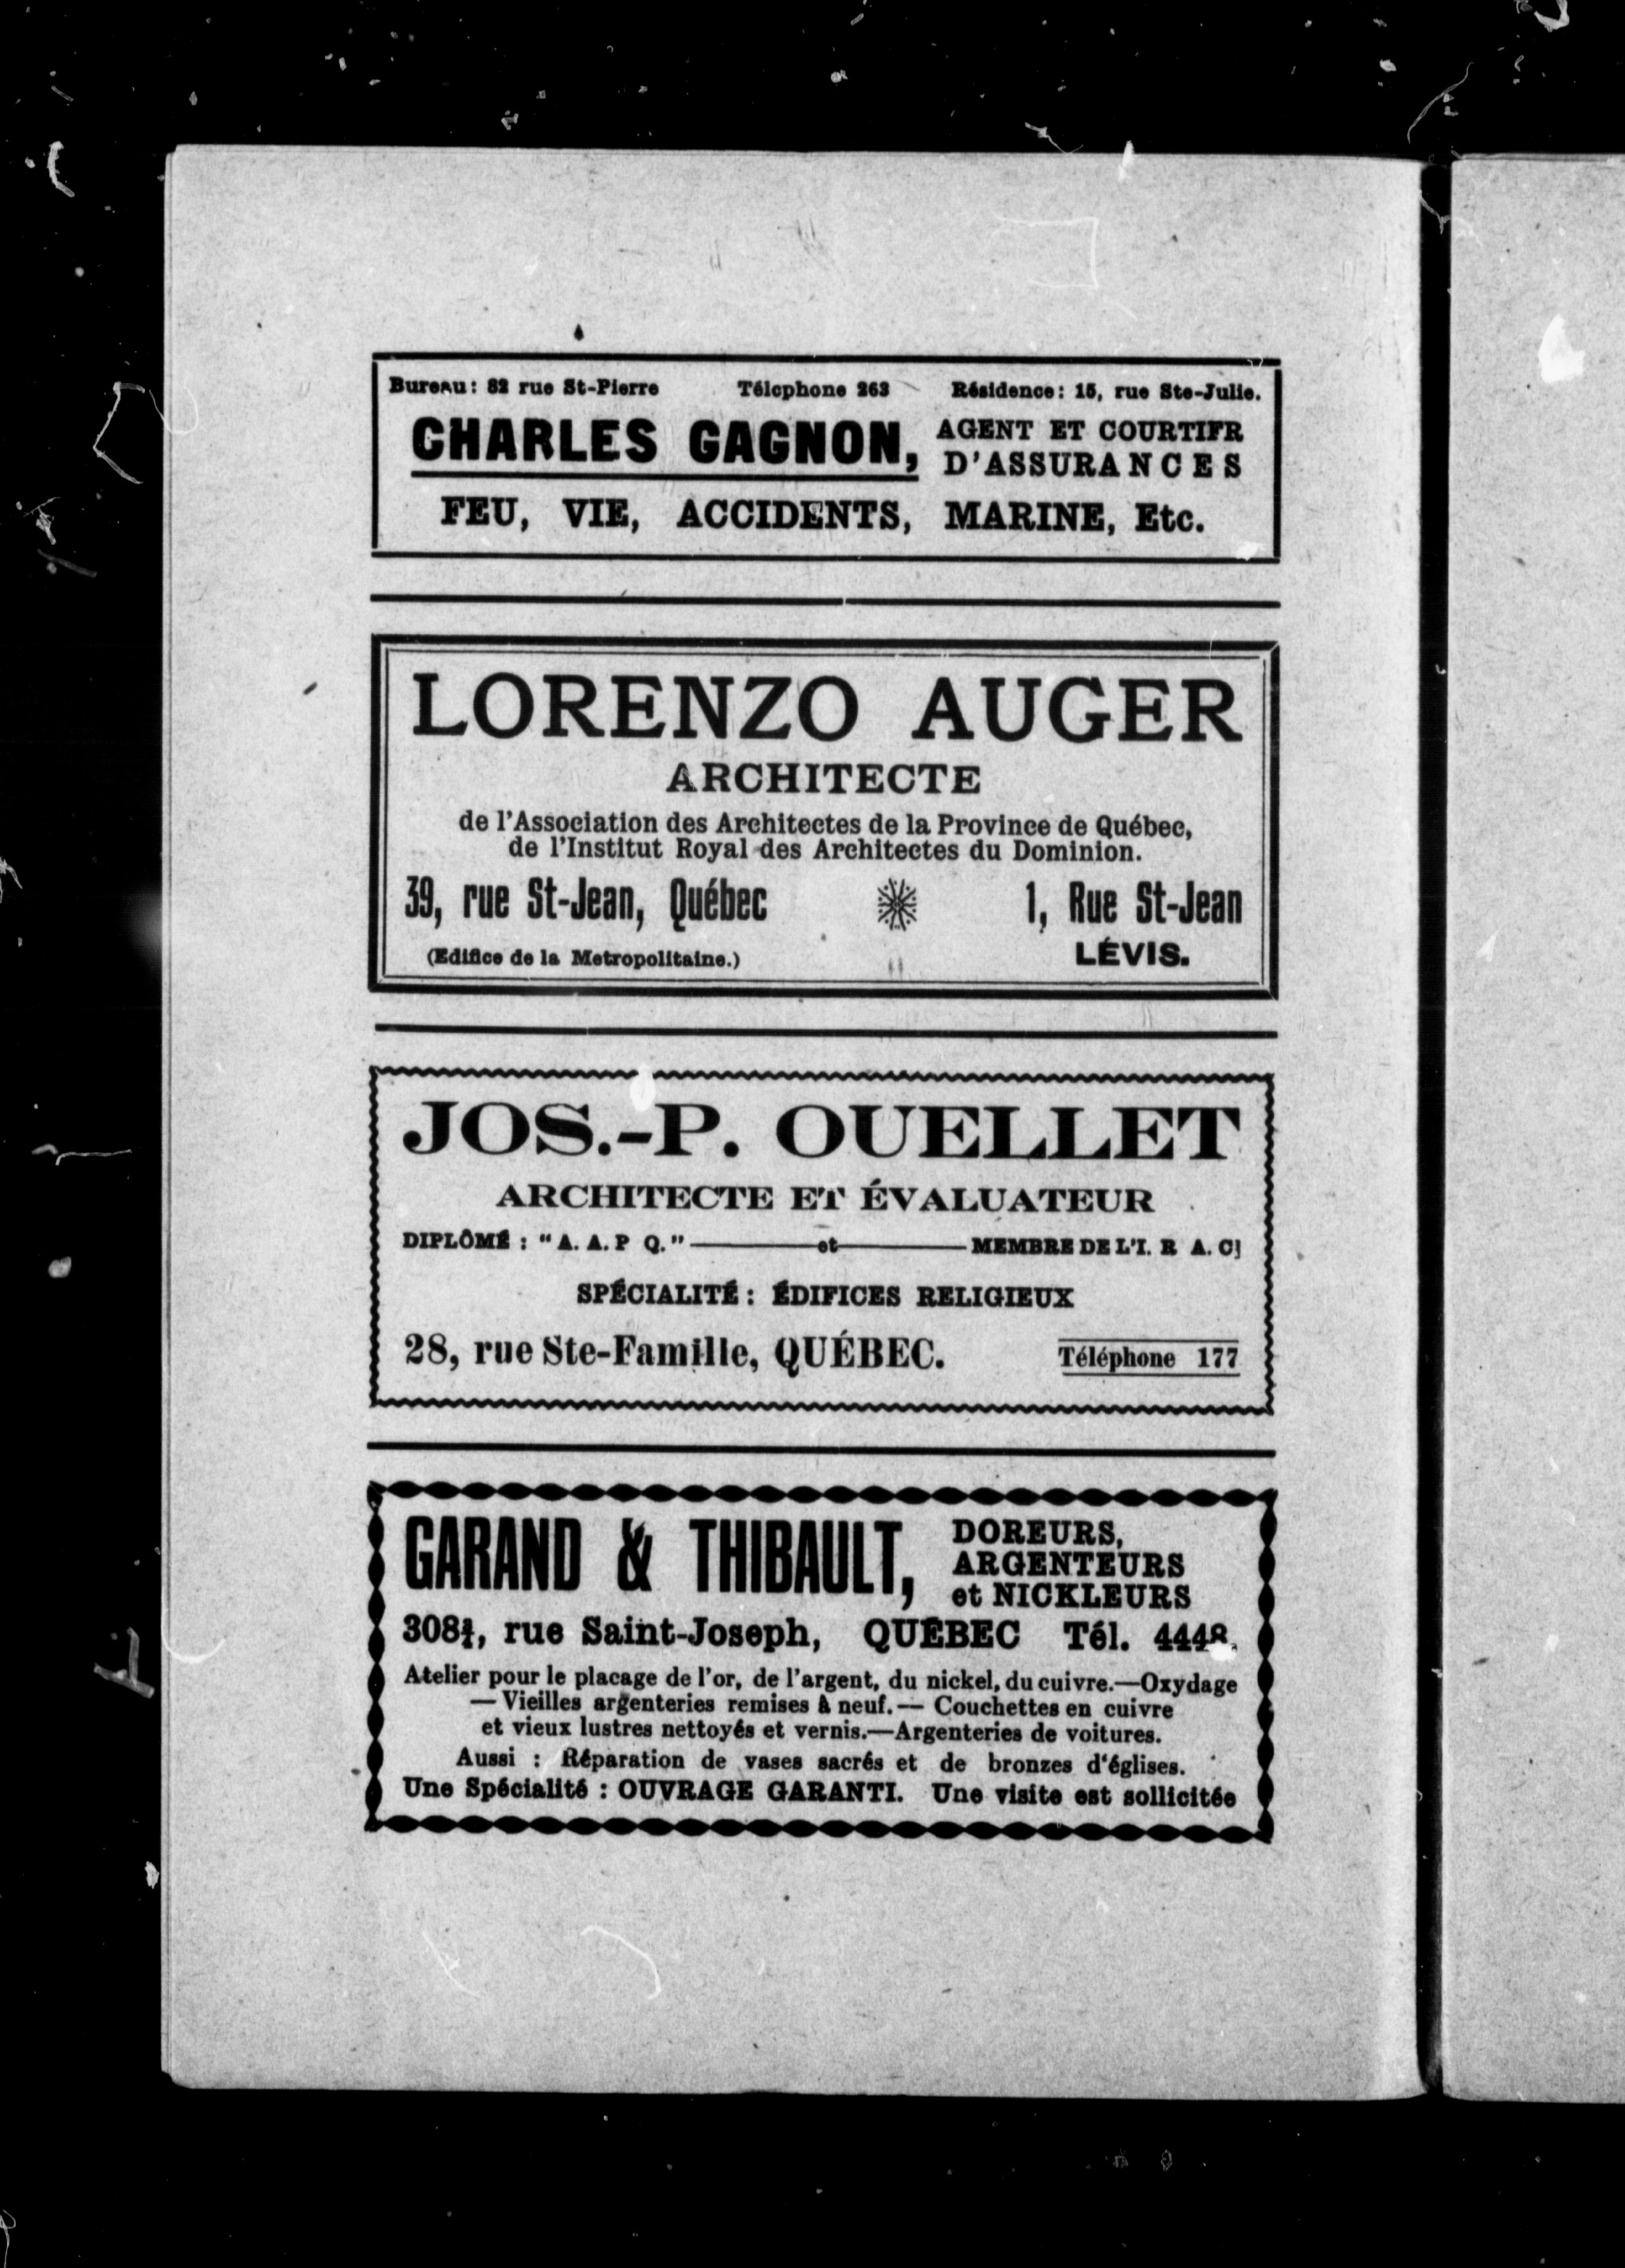 Bureau: 82 rue St-Pierre Télephone 263 Résidence: 15, rue Ste-Julie.
CHARLES GAGNON, AGENT ET COURTIER
D'ASSURANCES
FEU, VIE, ACCIDENTS, MARINE, Etc.
LORENZO AUGER
ARCHITECTE
de l'Association des Architectes de la Province de Québec,
de l'Institut Royal des Architectes du Dominion.
39, rue St-Jean, Québec 1, Rue St-Jean
(Edifice de la Metropolitaine.) LÉVIS.
JOS.-P. OUELLET
ARCHITECTE ET ÉVALUATEUR
DIPLÔMÉ : "A. A. P Q." — et — MEMBRE DE L'I. R A. C
SPÉCIALITÉ : ÉDIFICES RELIGIEUX
28, rue Ste-Famille, QUÉBEC. Téléphone 177
GARAND & THIBAULT, DOREURS,
ARGENTEURS
et NICKLEURS
rue Saint-Joseph, QUÉBEC Tél. 4448.
Atelier pour le placage de l'or, de l'argent, du nickel, du cuivre.—Oxydage
— Vieilles argenteries remises à neuf. — Couchettes en cuivre
et vieux lustres nettoyés et vernis.—Argenteries de voitures.
Aussi : Réparation de vases sacrés et de bronzes d'églises.
Une Spécialité : OUVRAGE GARANTI. Une visite est sollicitée